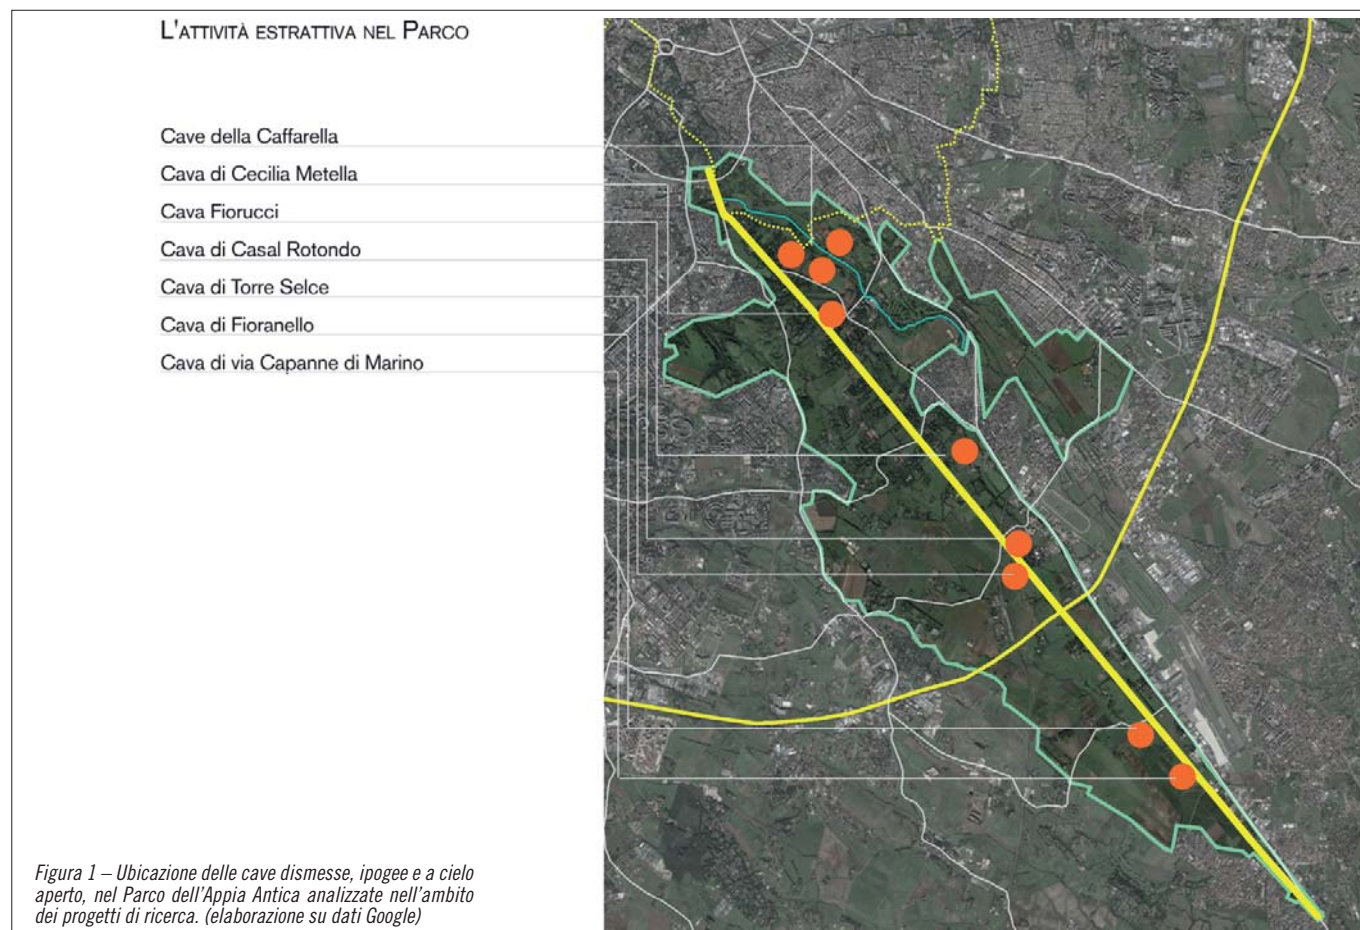 L'ATTIVITÀ ESTRATTIVA NEL PARCO
Cave della Caffarella
Cava di Cecilia Metella
Cava Fiorucci
Cava di Casal Rotondo
Cava di Torre Selce
Cava di Fioranello
Cava di via Capanne di Marino
Figura 1 – Ubicazione delle cave dismesse, ipogee e a cielo
aperto, nel Parco dell'Appia Antica analizzate nell'ambito
dei progetti di ricerca. (elaborazione su dati Google)